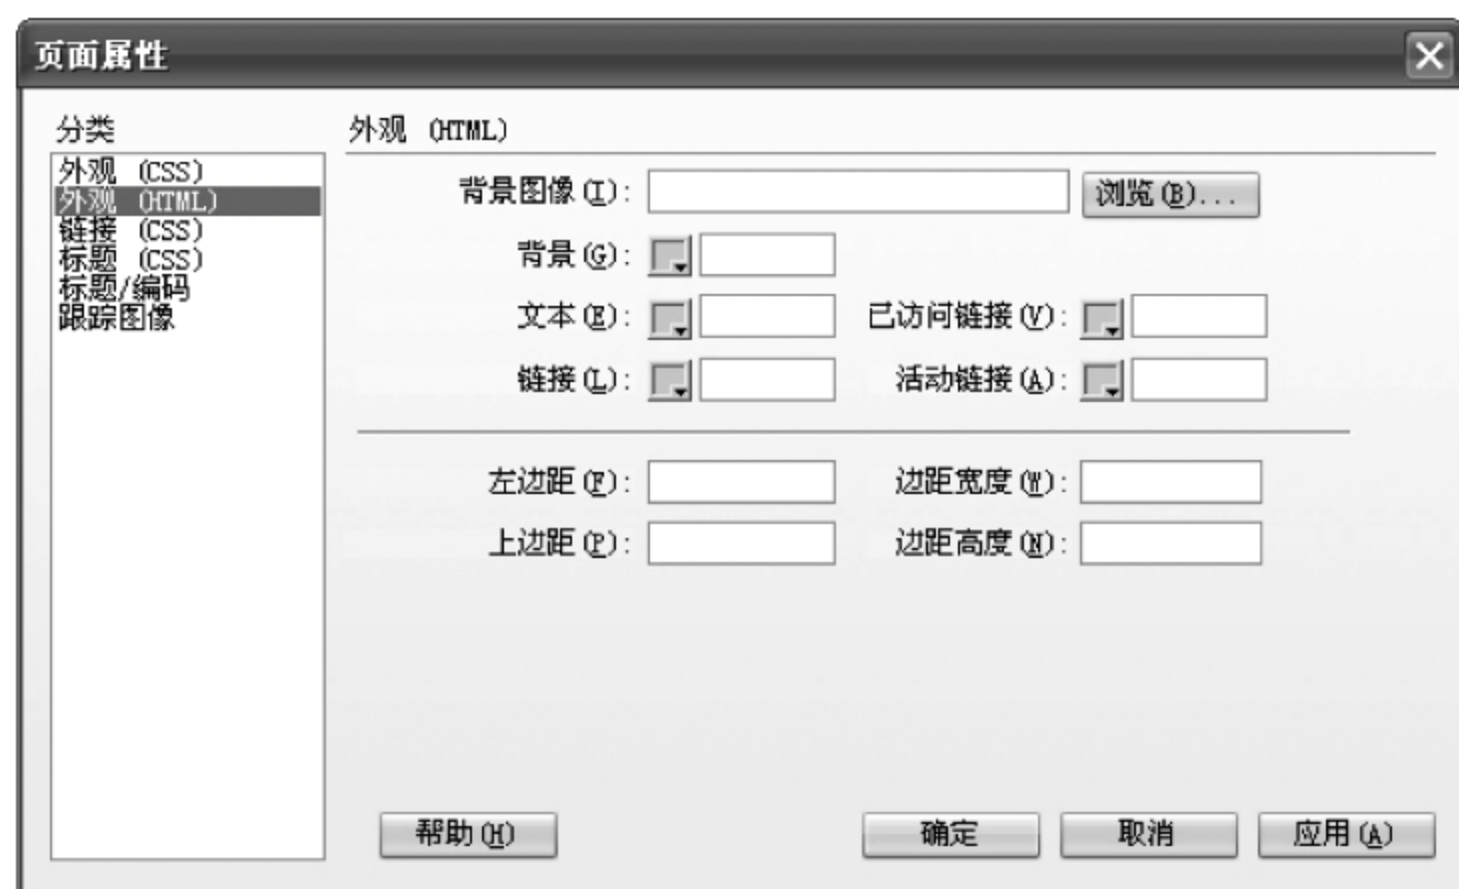 页面属性
分类
外观 (CSS)
外观 (HTML)
链接 (CSS)
标题 (CSS)
标题/编码
跟踪图像
外观 (HTML)
背景图像(I): 浏览(B)...
背景(G):
文本(E): 已访问链接(V):
链接(L): 活动链接(A):
左边距(F): 边距宽度(W):
上边距(P): 边距高度(N):
帮助(H) 确定 取消 应用(A)